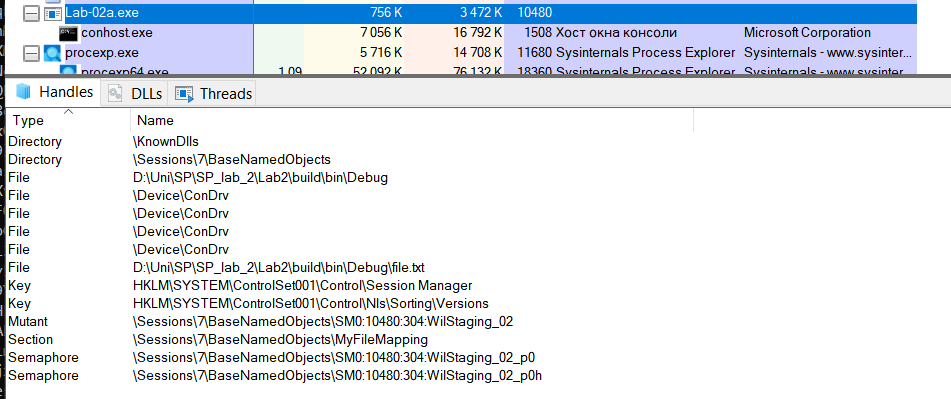 Lab-02a.exe 756 K 3 472 K 10480
conhost.exe 7 056 K 16 792 K 1508 Хост окна консоли Microsoft Corporation
procexp.exe 5 716 K 14 708 K 11680 Sysinternals Process Explorer Sysinternals - www.sysinter...
procexp64.exe 1.09 52 092 K 76 132 K 18360 Sysinternals Process Explorer Sysinternals - www.sysinter...
Handles DLLs Threads
Type Name
Directory \KnownDlls
Directory \Sessions\7\BaseNamedObjects
File D:\Uni\SP\SP_lab_2\Lab2\build\bin\Debug
File \Device\ConDrv
File \Device\ConDrv
File \Device\ConDrv
File \Device\ConDrv
File D:\Uni\SP\SP_lab_2\Lab2\build\bin\Debug\file.txt
Key HKLM\SYSTEM\ControlSet001\Control\Session Manager
Key HKLM\SYSTEM\ControlSet001\Control\Nls\Sorting\Versions
Mutant \Sessions\7\BaseNamedObjects\SM0:10480:304:WilStaging_02
Section \Sessions\7\BaseNamedObjects\MyFileMapping
Semaphore \Sessions\7\BaseNamedObjects\SM0:10480:304:WilStaging_02_p0
Semaphore \Sessions\7\BaseNamedObjects\SM0:10480:304:WilStaging_02_p0h